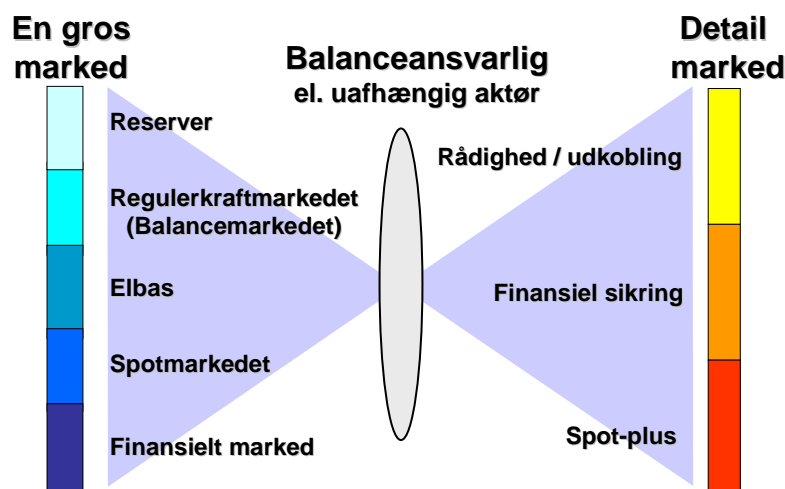 En gros
marked
Balanceansvarlig
el. uafhængig aktør
Detail
marked
Reserver
Regulerkraftmarkedet
(Balancemarkedet)
Elbas
Spotmarkedet
Finansielt marked
Rådighed / udkobling
Finansiel sikring
Spot-plus